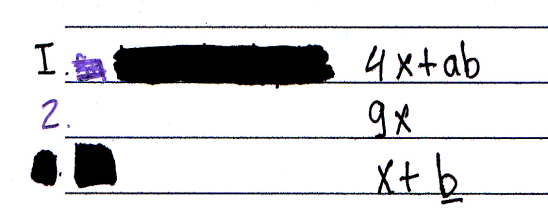 I. 4x+ab
2. 9x
. x+b